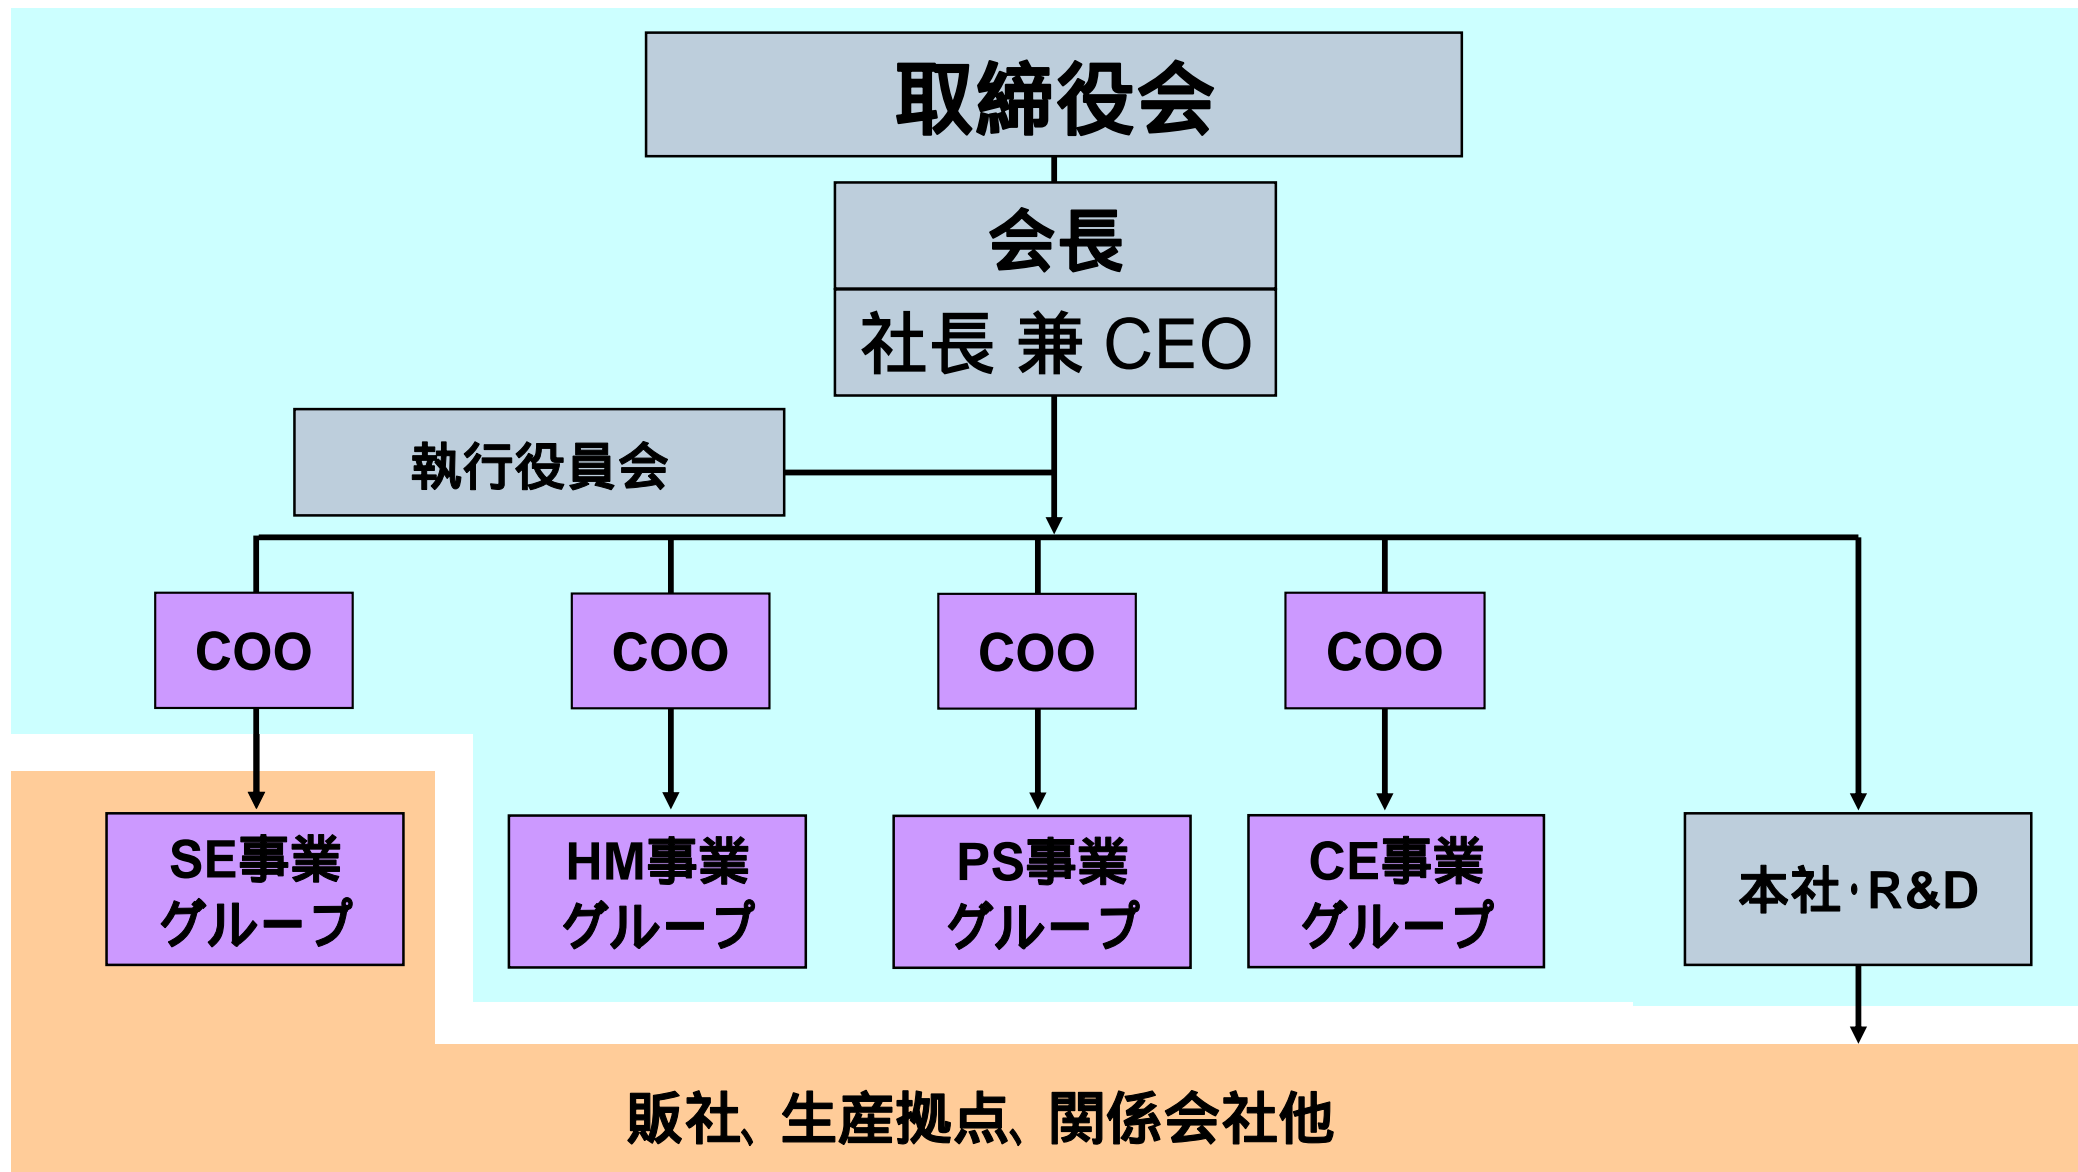 取締役会
会長
社長 兼 CEO
執行役員会
COO
COO
COO
COO
SE事業
グループ
HM事業
グループ
PS事業
グループ
CE事業
グループ
本社・R&D
販社、生産拠点、関係会社他